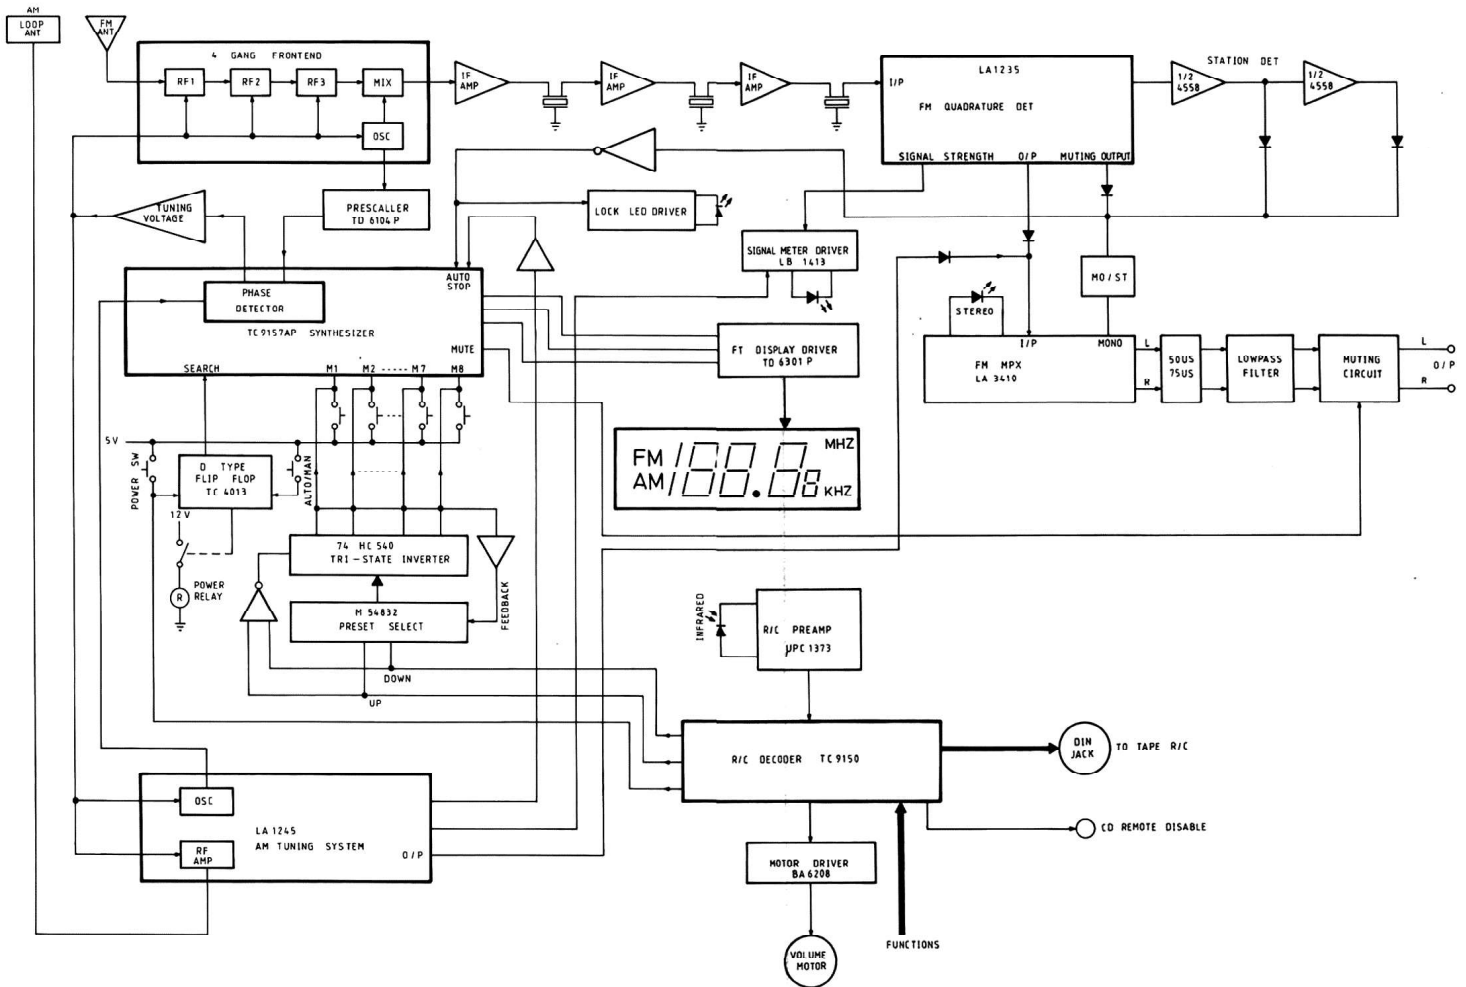 AM
LOOP
ANT
FM
ANT
4 GANG FRONTEND
RF1
RF2
RF3
MIX
OSC
IF
AMP
IF
AMP
IF
AMP
I/P
LA1235
FM QUADRATURE DET
SIGNAL STRENGTH
O/P
MUTING OUTPUT
1/2
4558
STATION DET
1/2
4558
TUNING
VOLTAGE
PRESCALLER
TD 6104 P
LOCK LED DRIVER
SIGNAL METER DRIVER
LB 1413
MO/ST
AUTO
STOP
PHASE
DETECTOR
TC9157AP SYNTHESIZER
MUTE
SEARCH
M1
M2
M7
M8
FT DISPLAY DRIVER
TD 6301 P
STEREO
I/P
MONO
FM MPX
LA 3410
L
R
50US
75US
LOWPASS
FILTER
MUTING
CIRCUIT
L
O/P
R
5V
POWER SW
D TYPE
FLIP FLOP
TC 4013
AUTO/MAN
FM
AM
188.8
8
MHZ
KHZ
12V
POWER
RELAY
R
74 HC 540
TRI-STATE INVERTER
M 54832
PRESET SELECT
FEEDBACK
DOWN
UP
INFRARED
R/C PREAMP
µPC 1373
R/C DECODER TC 9150
DIN
JACK
TO TAPE R/C
CD REMOTE DISABLE
OSC
LA 1245
AM TUNING SYSTEM
RF
AMP
O/P
MOTOR DRIVER
BA 6208
FUNCTIONS
VOLUME
MOTOR